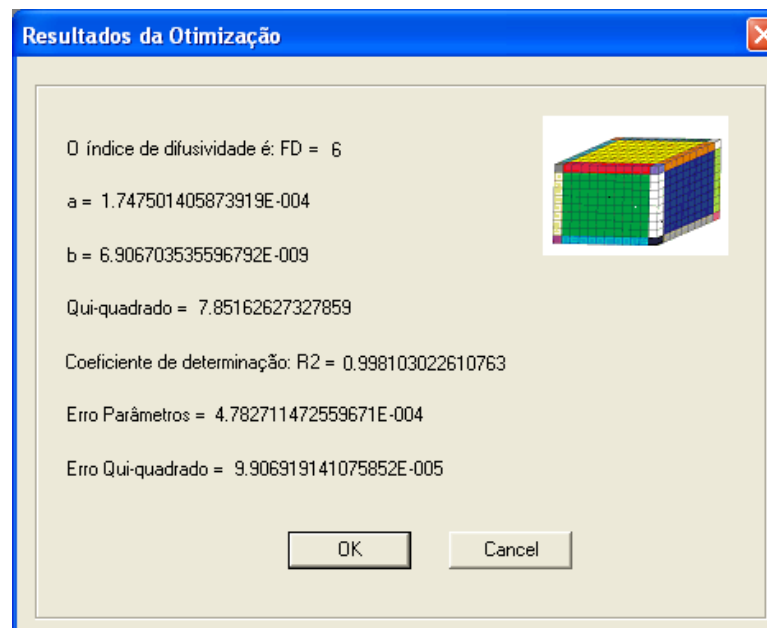 Resultados da Otimização
O índice de difusividade é: FD = 6
a = 1.747501405873919E-004
b = 6.906703535596792E-009
Qui-quadrado = 7.85162627327859
Coeficiente de determinação: R2 = 0.998103022610763
Erro Parâmetros = 4.782711472559671E-004
Erro Qui-quadrado = 9.906919141075852E-005
OK
Cancel